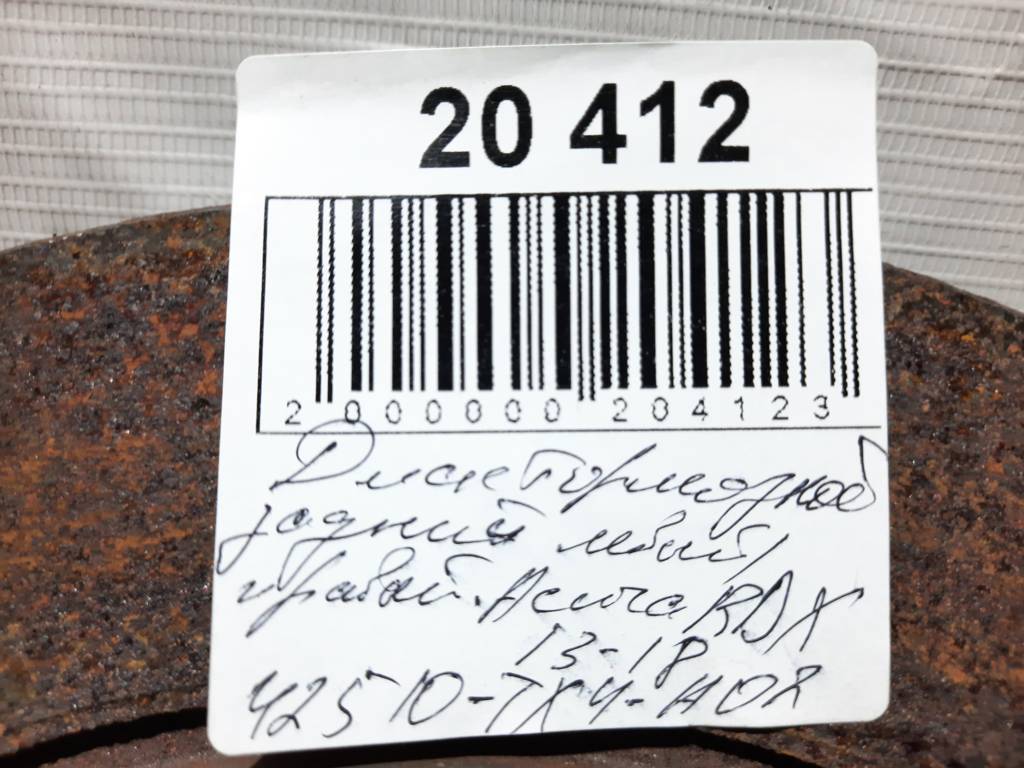 20 412
2 000000 204123
Диск тормозной
задний левый/
правый. Acura RDX
13-18
42510-TX4-A02